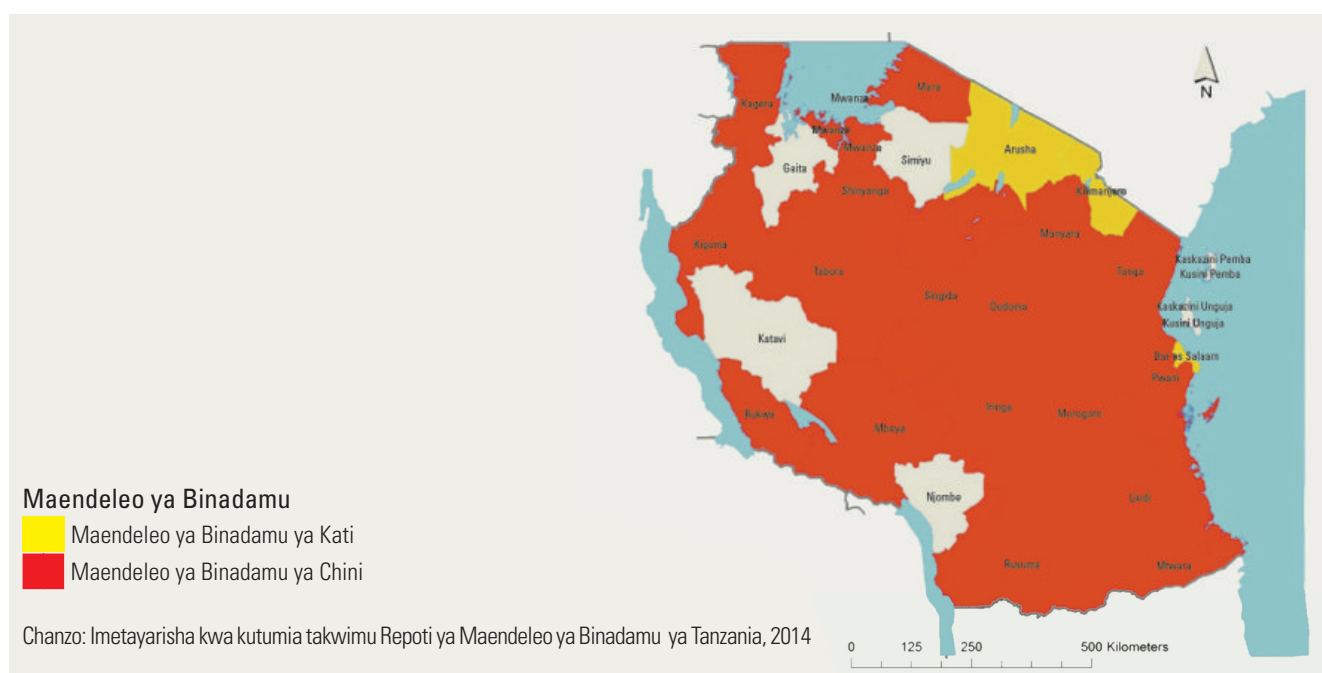 N
Kagera
Mwanza
Mara
Mwanza
Mwanza
Simiyu
Arusha
Gaita
Shinyanga
Kilimanjaro
Kigoma
Manyara
Tabora
Tanga
Kaskazini Pemba
Kusini Pemba
Singida
Dodoma
Kaskazini Unguja
Kusini Unguja
Katavi
Dar es Salaam
Pwani
Rukwa
Iringa
Morogoro
Mbeya
Njombe
Lindi
Ruvuma
Mtwara
Maendeleo ya Binadamu
Maendeleo ya Binadamu ya Kati
Maendeleo ya Binadamu ya Chini
Chanzo: Imetayarisha kwa kutumia takwimu Repoti ya Maendeleo ya Binadamu ya Tanzania, 2014
0 125 250 500 Kilometers